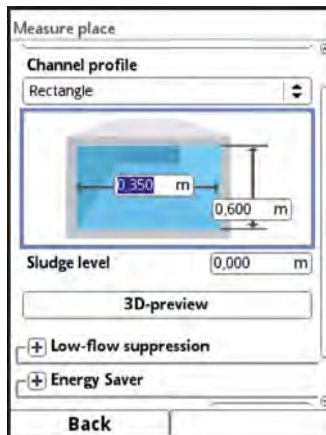 Measure place
Channel profile
Rectangle
0,350 m
0,600 m
Sludge level 0,000 m
3D-preview
Low-flow suppression
Energy Saver
Back